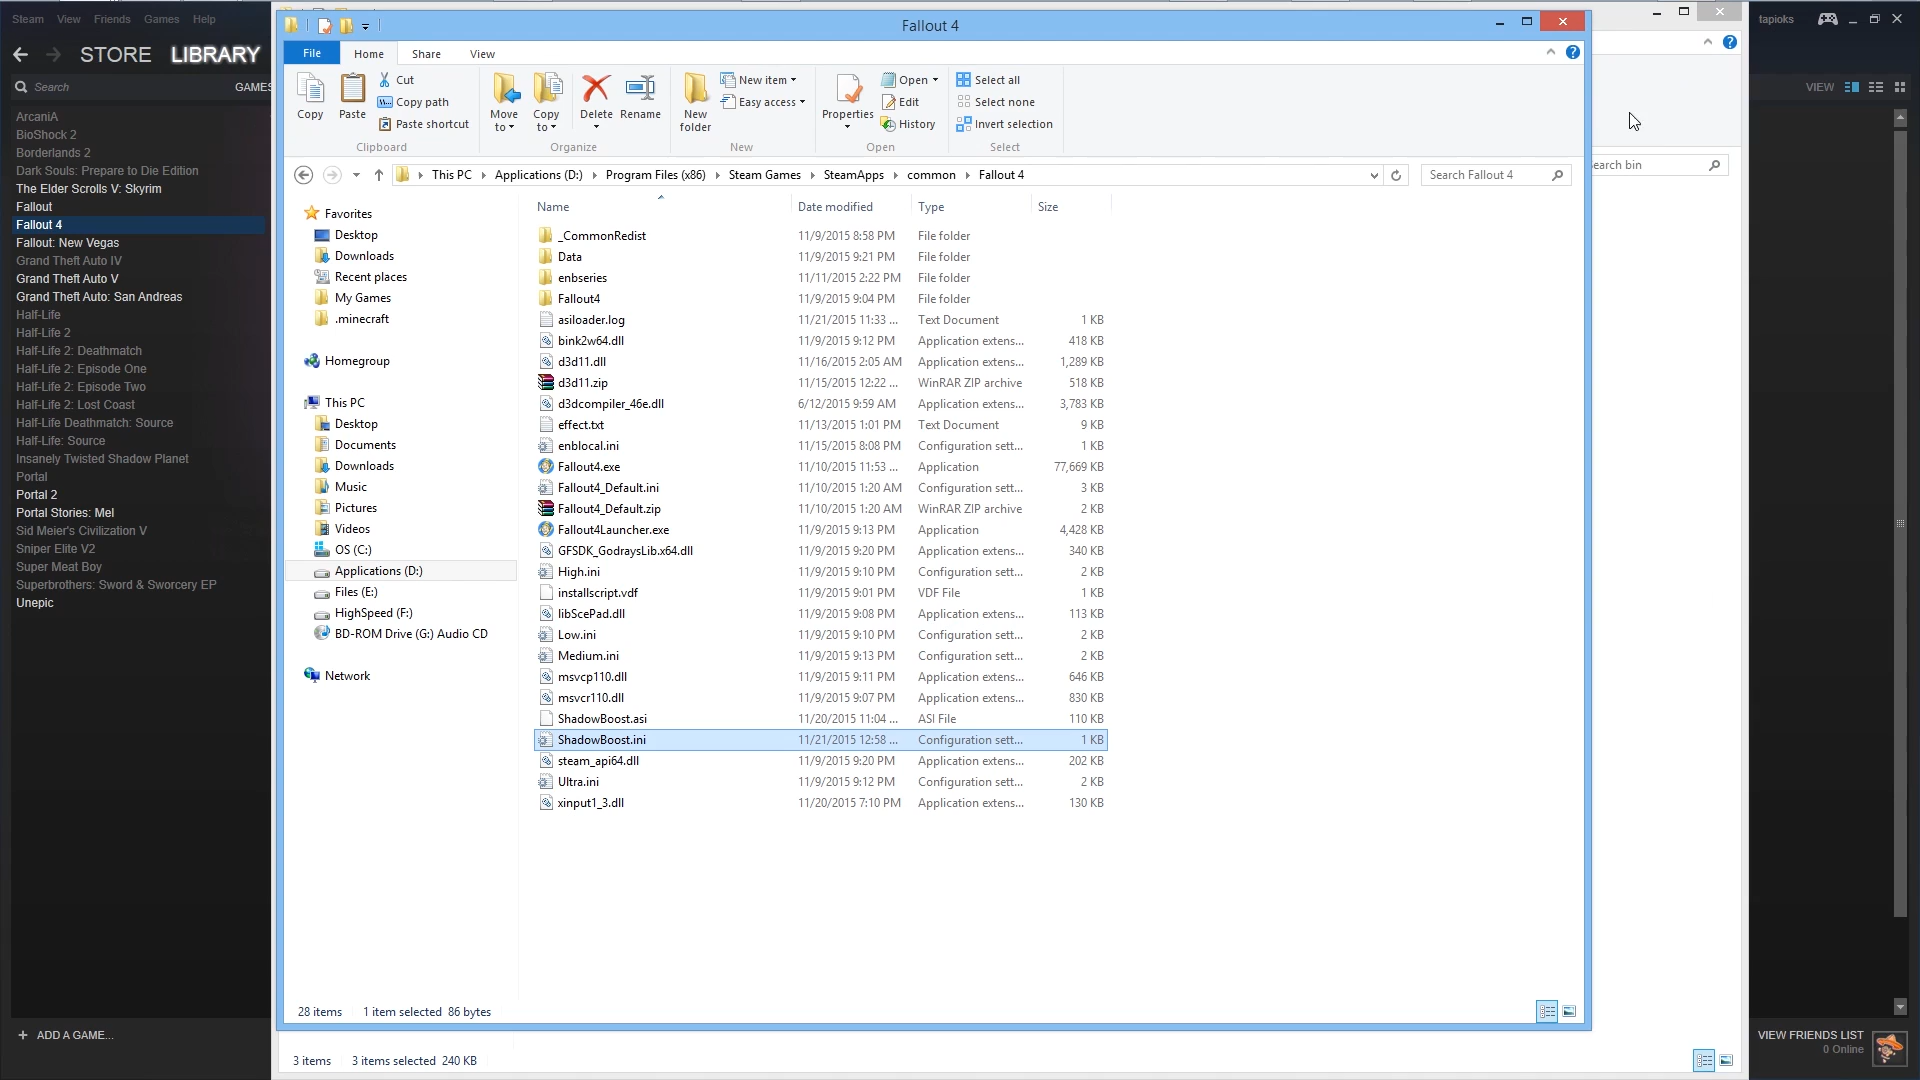 Steam View Friends Games Help
STORE LIBRARY
Search GAMES
ArcaniA
BioShock 2
Borderlands 2
Dark Souls: Prepare to Die Edition
The Elder Scrolls V: Skyrim
Fallout
Fallout 4
Fallout: New Vegas
Grand Theft Auto IV
Grand Theft Auto V
Grand Theft Auto: San Andreas
Half-Life
Half-Life 2
Half-Life 2: Deathmatch
Half-Life 2: Episode One
Half-Life 2: Episode Two
Half-Life 2: Lost Coast
Half-Life Deathmatch: Source
Half-Life: Source
Insanely Twisted Shadow Planet
Portal
Portal 2
Portal Stories: Mel
Sid Meier's Civilization V
Sniper Elite V2
Super Meat Boy
Superbrothers: Sword & Sworcery EP
Unepic
+ ADD A GAME...
Fallout 4
File Home Share View
Copy
Paste
Cut
Copy path
Paste shortcut
Clipboard
Move to
Copy to
Delete
Rename
Organize
New folder
New item
Easy access
New
Properties
Open
Edit
History
Open
Select all
Select none
Invert selection
Select
This PC Applications (D:) Program Files (x86) Steam Games SteamApps common Fallout 4
Search Fallout 4
Favorites
Desktop
Downloads
Recent places
My Games
.minecraft
Homegroup
This PC
Desktop
Documents
Downloads
Music
Pictures
Videos
OS (C:)
Applications (D:)
Files (E:)
HighSpeed (F:)
BD-ROM Drive (G:) Audio CD
Network
Name Date modified Type Size
_CommonRedist 11/9/2015 8:58 PM File folder
Data 11/9/2015 9:21 PM File folder
enbseries 11/11/2015 2:22 PM File folder
Fallout4 11/9/2015 9:04 PM File folder
asiloader.log 11/21/2015 11:33 ... Text Document 1 KB
bink2w64.dll 11/9/2015 9:12 PM Application extens... 418 KB
d3d11.dll 11/16/2015 2:05 AM Application extens... 1,289 KB
d3d11.zip 11/15/2015 12:22 ... WinRAR ZIP archive 518 KB
d3dcompiler_46e.dll 6/12/2015 9:59 AM Application extens... 3,783 KB
effect.txt 11/13/2015 1:01 PM Text Document 9 KB
enblocal.ini 11/15/2015 8:08 PM Configuration sett... 1 KB
Fallout4.exe 11/10/2015 11:53 ... Application 77,669 KB
Fallout4_Default.ini 11/10/2015 1:20 AM Configuration sett... 3 KB
Fallout4_Default.zip 11/10/2015 1:20 AM WinRAR ZIP archive 2 KB
Fallout4Launcher.exe 11/9/2015 9:13 PM Application 4,428 KB
GFSDK_GodraysLib.x64.dll 11/9/2015 9:20 PM Application extens... 340 KB
High.ini 11/9/2015 9:10 PM Configuration sett... 2 KB
installscript.vdf 11/9/2015 9:01 PM VDF File 1 KB
libScePad.dll 11/9/2015 9:08 PM Application extens... 113 KB
Low.ini 11/9/2015 9:10 PM Configuration sett... 2 KB
Medium.ini 11/9/2015 9:13 PM Configuration sett... 2 KB
msvcp110.dll 11/9/2015 9:11 PM Application extens... 646 KB
msvcr110.dll 11/9/2015 9:07 PM Application extens... 830 KB
ShadowBoost.asi 11/20/2015 11:04 ... ASI File 110 KB
ShadowBoost.ini 11/21/2015 12:58 ... Configuration sett... 1 KB
steam_api64.dll 11/9/2015 9:20 PM Application extens... 202 KB
Ultra.ini 11/9/2015 9:12 PM Configuration sett... 2 KB
xinput1_3.dll 11/20/2015 7:10 PM Application extens... 130 KB
28 items 1 item selected 86 bytes
3 items 3 items selected 240 KB
earch bin
tapioks
VIEW
VIEW FRIENDS LIST
0 Online